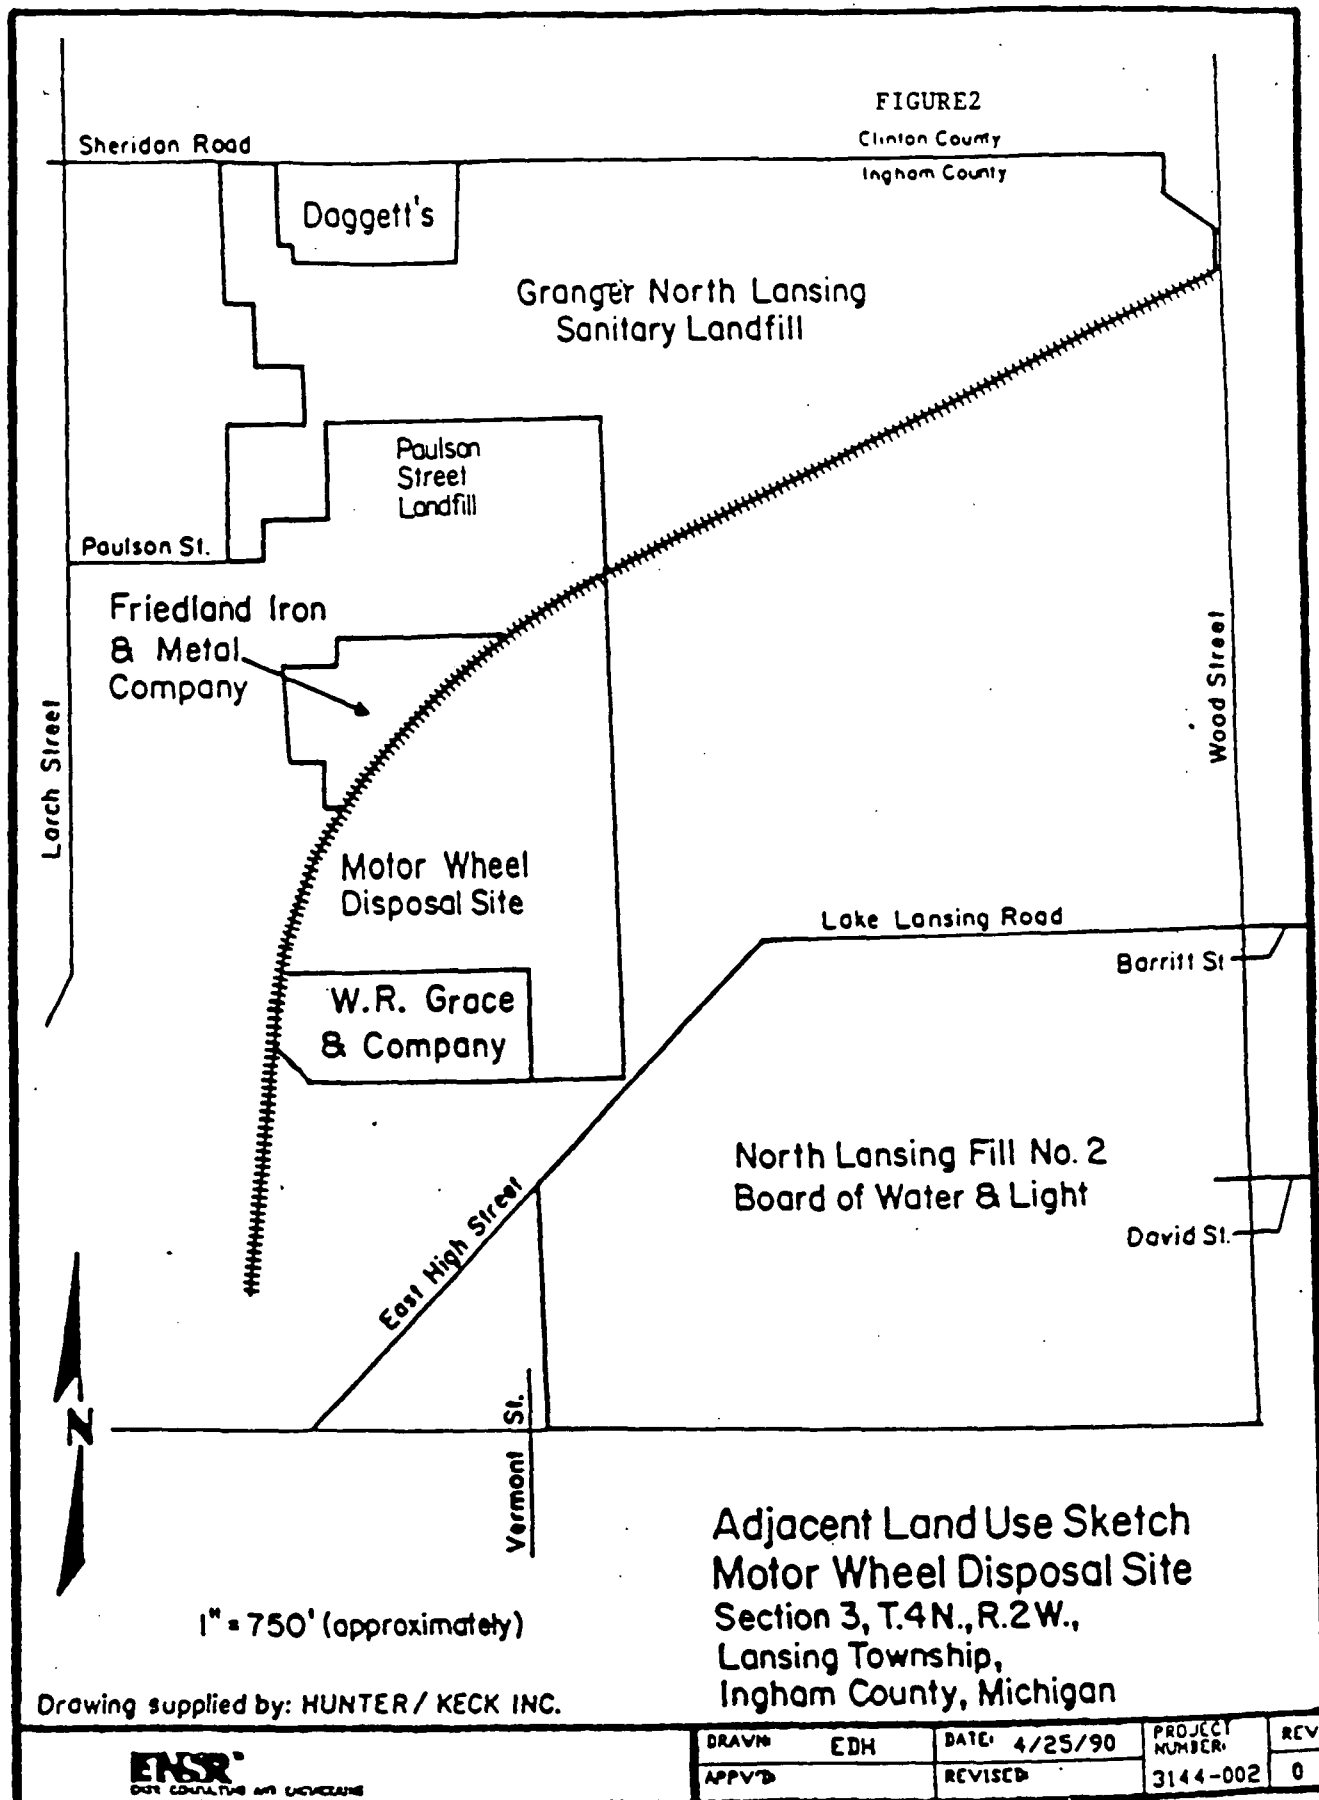 FIGURE2
Clinton County
Sheridan Road
Ingham County
Daggett's
Granger North Lansing
Sanitary Landfill
Paulson
Street
Landfill
Paulson St.
Friedland Iron
& Metal
Company
Wood Street
Larch Street
Motor Wheel
Disposal Site
Lake Lansing Road
Barritt St
W.R. Grace
& Company
North Lansing Fill No. 2
Board of Water & Light
David St.
East High Street
N
Vermont St.
Adjacent Land Use Sketch
Motor Wheel Disposal Site
Section 3, T.4N., R.2W.,
Lansing Township,
Ingham County, Michigan
1" = 750' (approximately)
Drawing supplied by: HUNTER / KECK INC.
ENSR
DRAWN EDH
DATE: 4/25/90
PROJECT
NUMBER:
3144-002
REV
0
APPV'D
REVISED